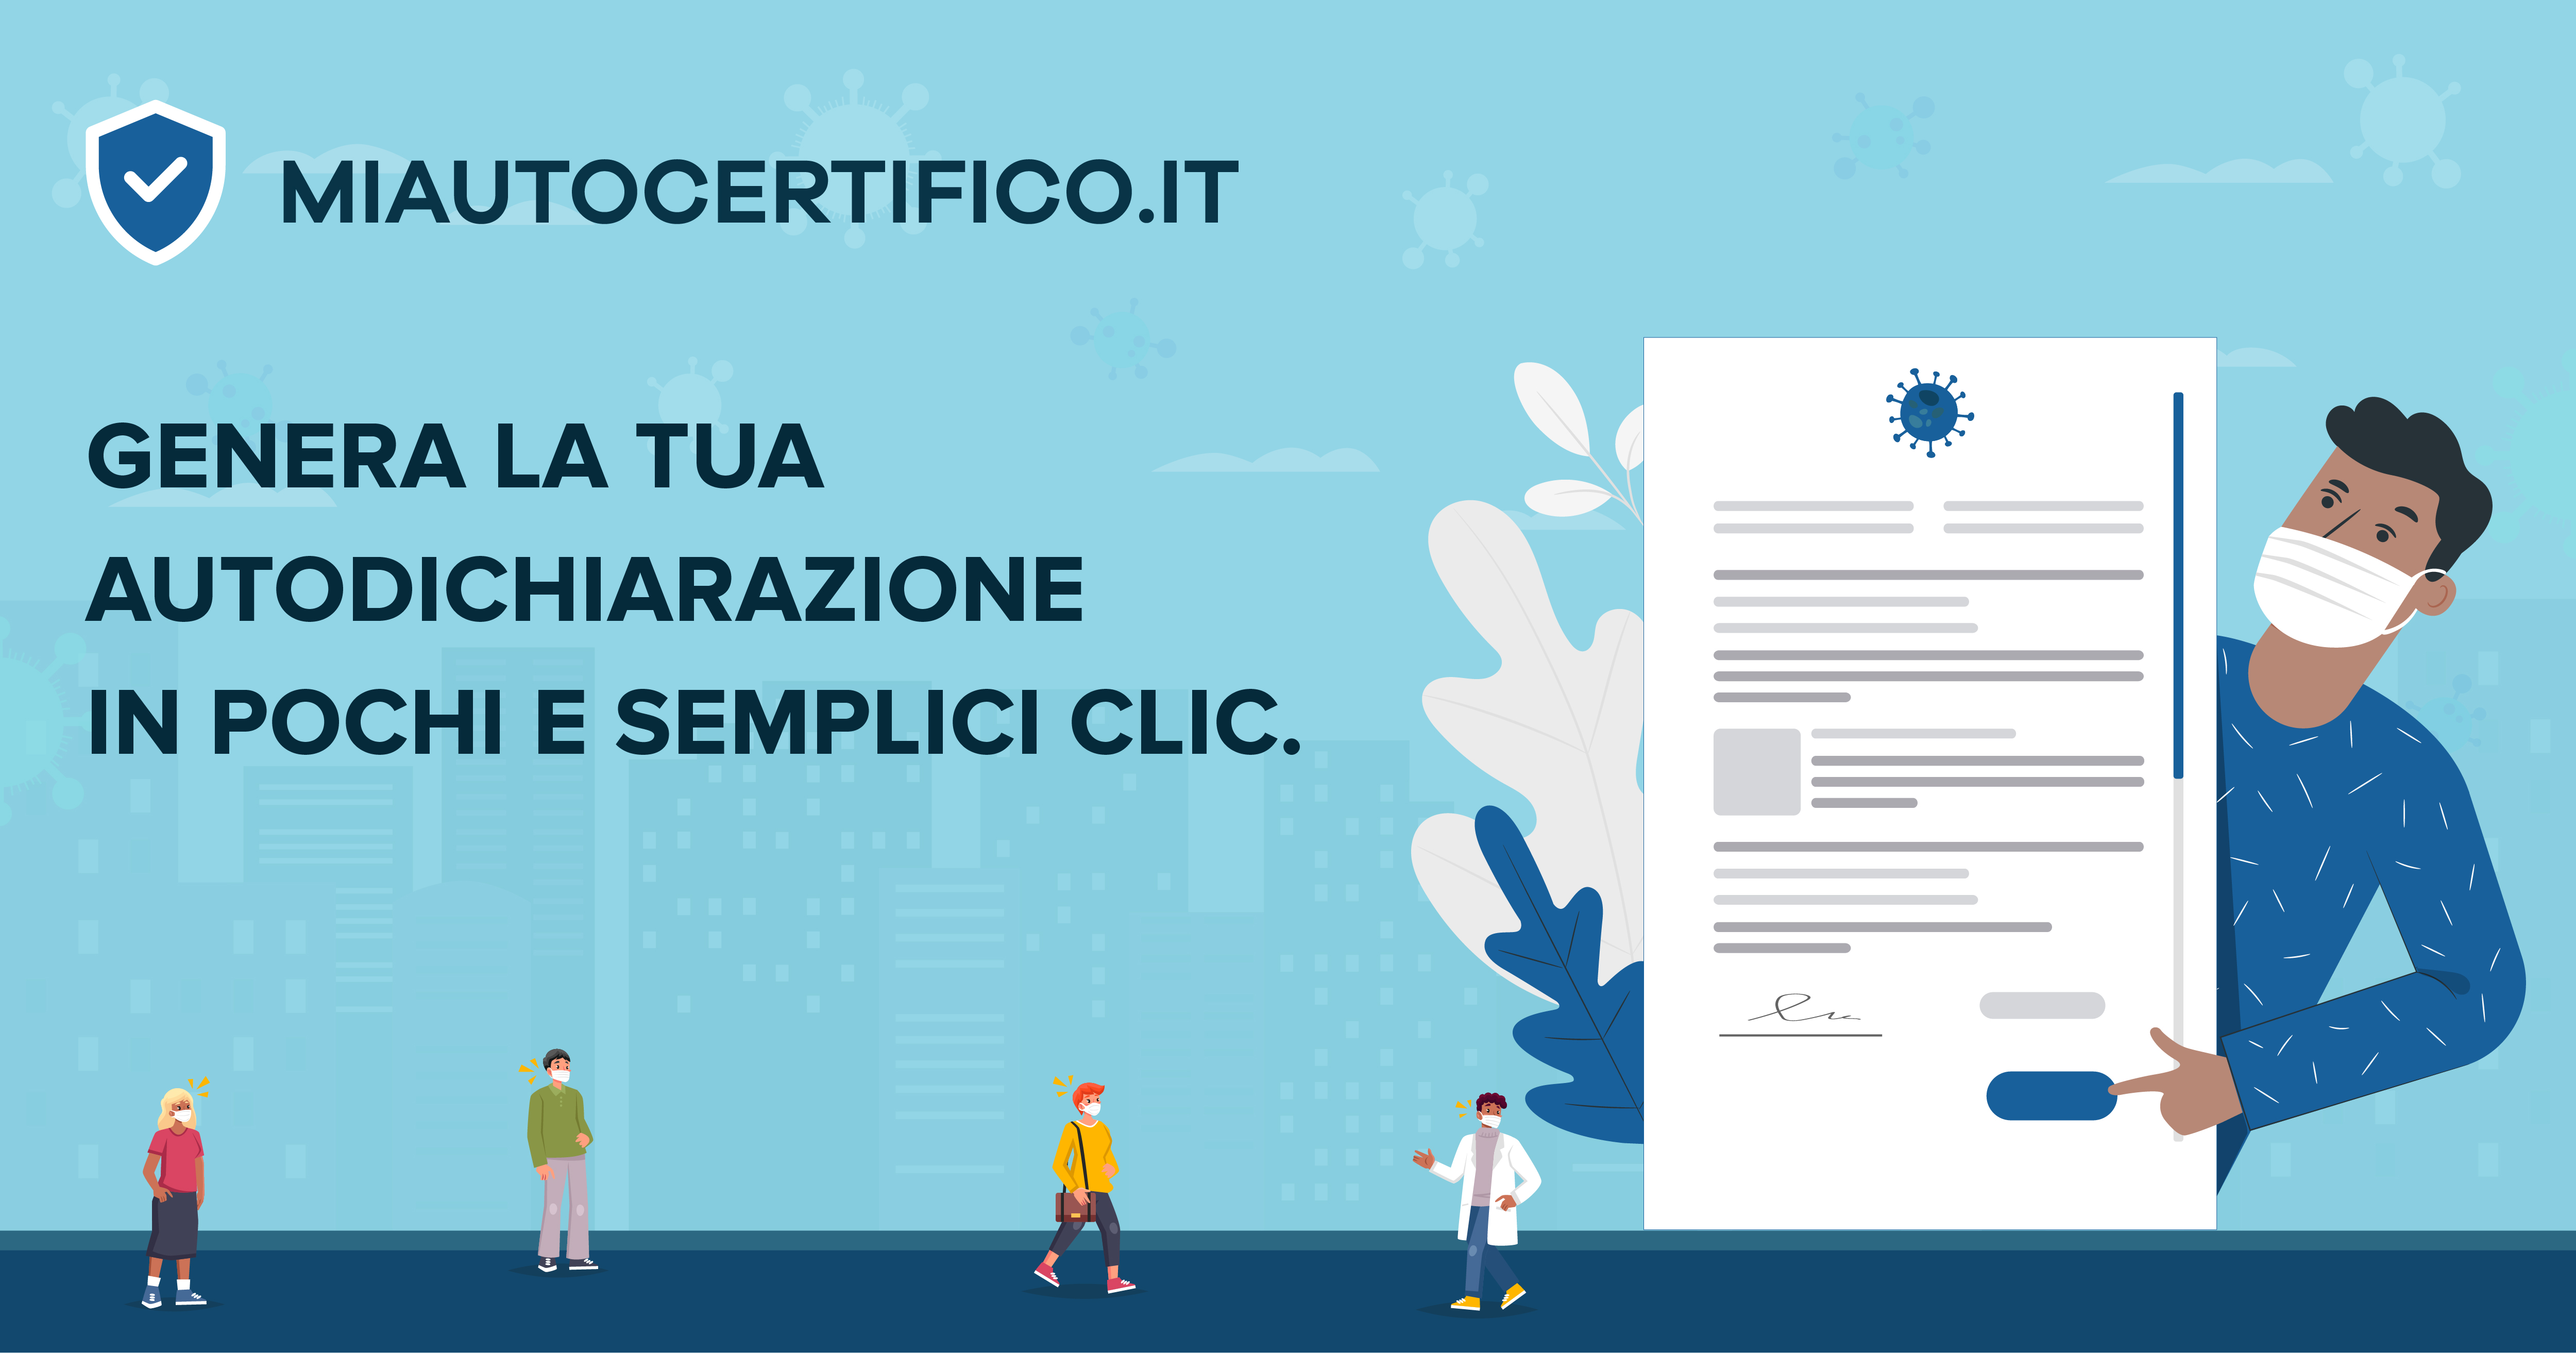 MIAUTOCERTIFICO.IT
GENERA LA TUA
AUTODICHIARAZIONE
IN POCHI E SEMPLICI CLIC.